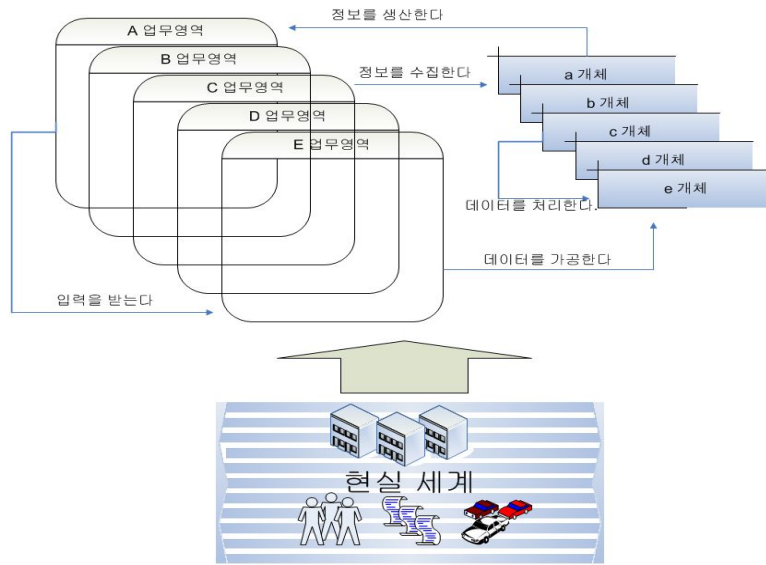 정보를 생산한다
A 업무영역
B 업무영역
정보를 수집한다
a 개체
C 업무영역
b 개체
D 업무영역
c 개체
E 업무영역
d 개체
e 개체
데이터를 처리한다.
데이터를 가공한다
입력을 받는다
현실 세계